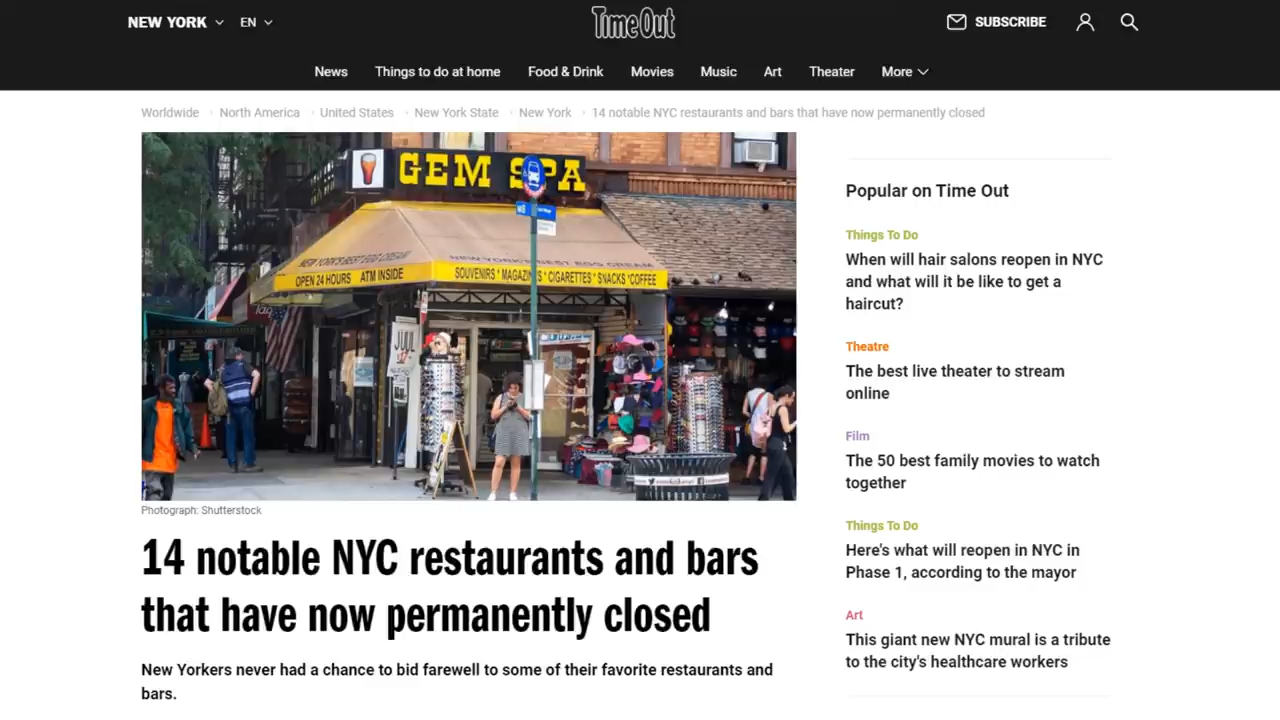 NEW YORK
EN
TimeOut
SUBSCRIBE
News
Things to do at home
Food & Drink
Movies
Music
Art
Theater
More
Worldwide
North America
United States
New York State
New York
14 notable NYC restaurants and bars that have now permanently closed
GEM SPA
NEW YORK'S BEST EGG CREAM
NEW YORK'S BEST EGG CREAM
OPEN 24 HOURS ATM INSIDE
SOUVENIRS * MAGAZINES * CIGARETTES * SNACKS * COFFEE
JUUL
Photograph: Shutterstock
14 notable NYC restaurants and bars
that have now permanently closed
New Yorkers never had a chance to bid farewell to some of their favorite restaurants and
bars.
Popular on Time Out
Things To Do
When will hair salons reopen in NYC
and what will it be like to get a
haircut?
Theatre
The best live theater to stream
online
Film
The 50 best family movies to watch
together
Things To Do
Here's what will reopen in NYC in
Phase 1, according to the mayor
Art
This giant new NYC mural is a tribute
to the city's healthcare workers